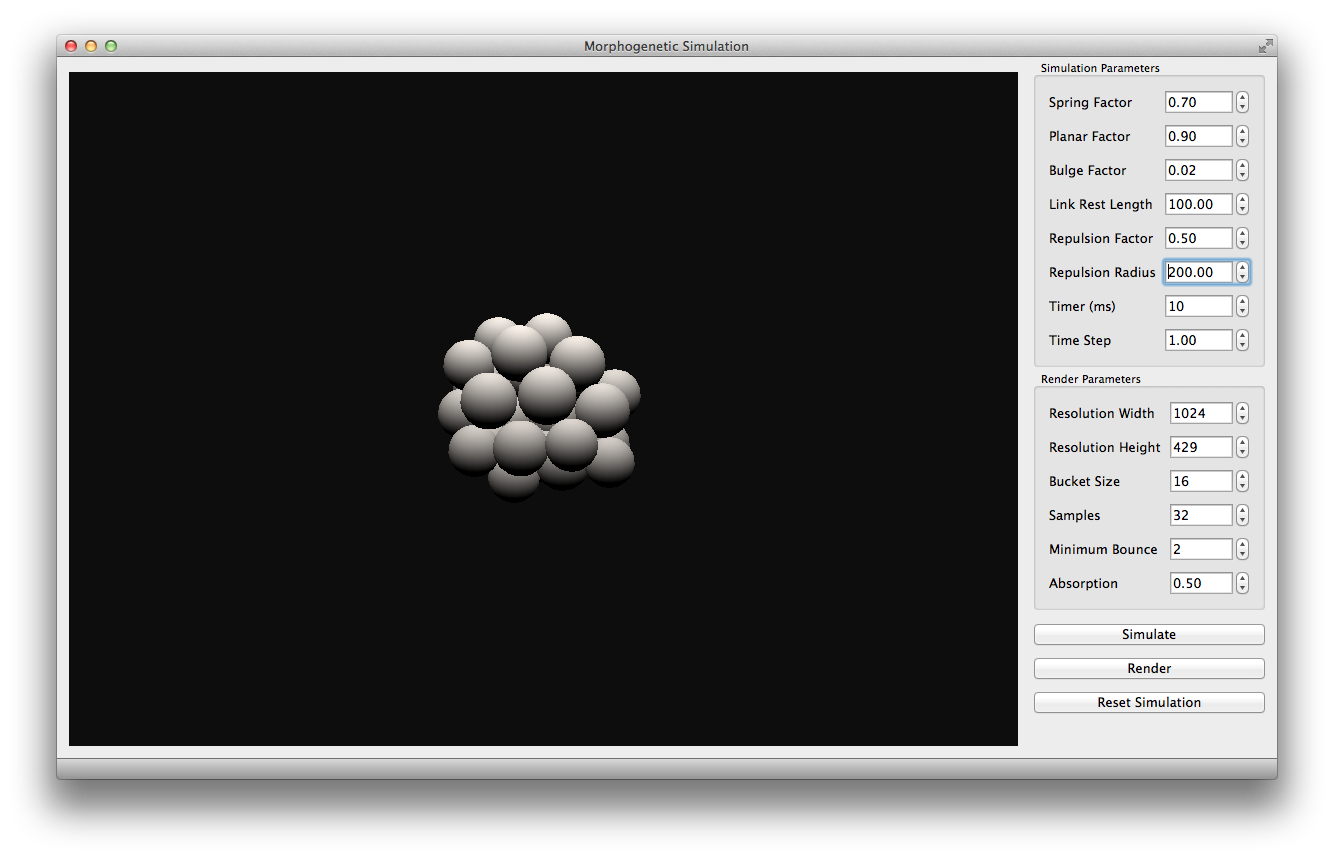 Morphogenetic Simulation
Simulation Parameters
Spring Factor 0.70
Planar Factor 0.90
Bulge Factor 0.02
Link Rest Length 100.00
Repulsion Factor 0.50
Repulsion Radius 200.00
Timer (ms) 10
Time Step 1.00
Render Parameters
Resolution Width 1024
Resolution Height 429
Bucket Size 16
Samples 32
Minimum Bounce 2
Absorption 0.50
Simulate
Render
Reset Simulation